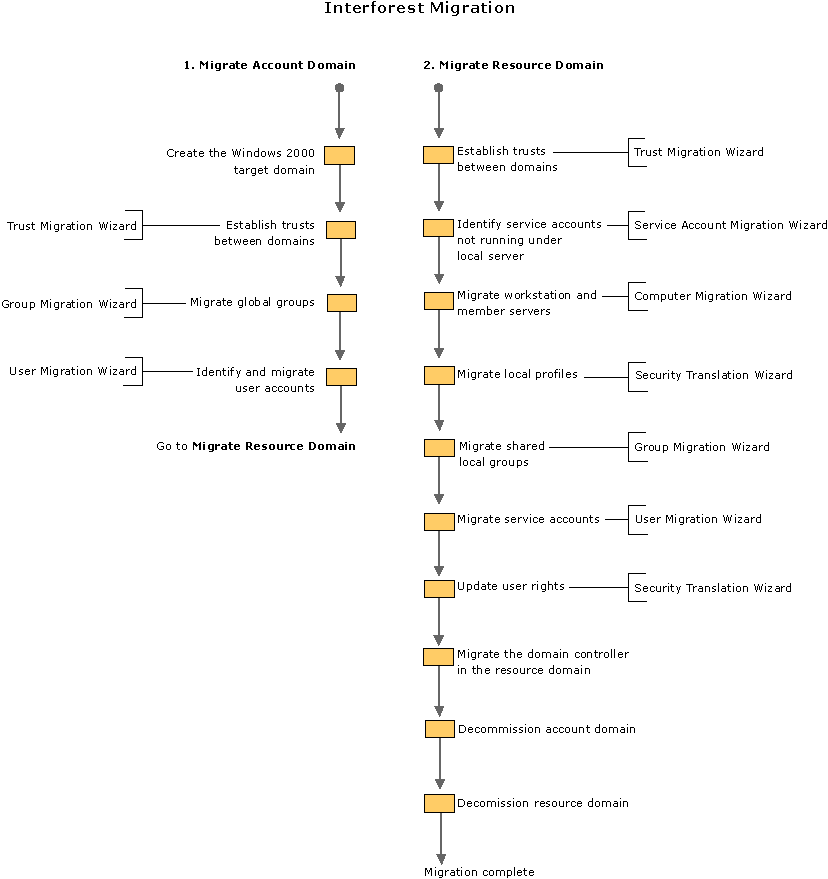 Interforest Migration
1. Migrate Account Domain
Create the Windows 2000
target domain
Trust Migration Wizard
Establish trusts
between domains
Group Migration Wizard
Migrate global groups
User Migration Wizard
Identify and migrate
user accounts
Go to Migrate Resource Domain
2. Migrate Resource Domain
Establish trusts
between domains
Trust Migration Wizard
Identify service accounts
not running under
local server
Service Account Migration Wizard
Migrate workstation and
member servers
Computer Migration Wizard
Migrate local profiles
Security Translation Wizard
Migrate shared
local groups
Group Migration Wizard
Migrate service accounts
User Migration Wizard
Update user rights
Security Translation Wizard
Migrate the domain controller
in the resource domain
Decommission account domain
Decomission resource domain
Migration complete